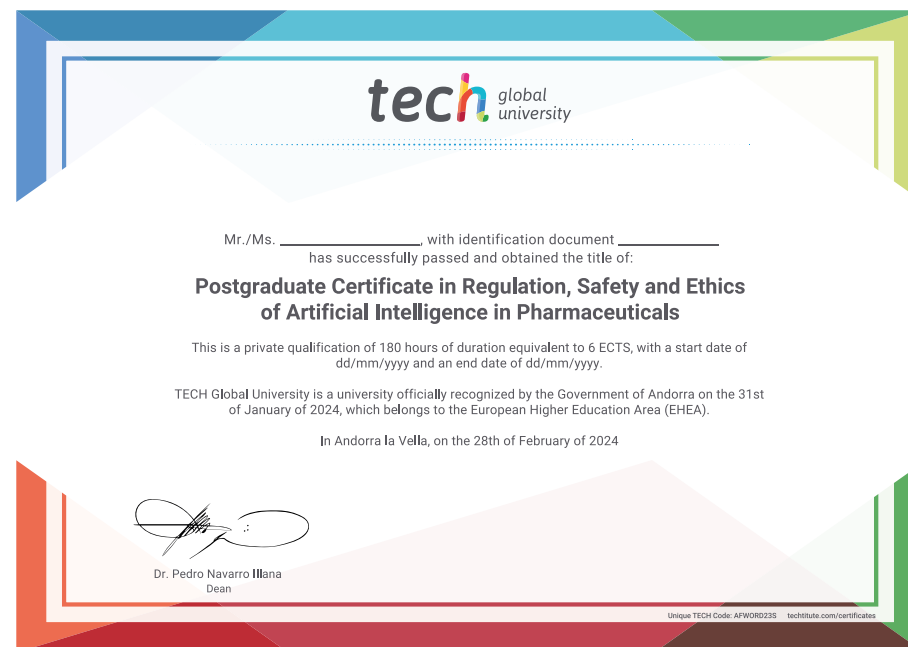 tech global university
Mr./Ms. ____________________, with identification document ______________
has successfully passed and obtained the title of:
Postgraduate Certificate in Regulation, Safety and Ethics
of Artificial Intelligence in Pharmaceuticals
This is a private qualification of 180 hours of duration equivalent to 6 ECTS, with a start date of
dd/mm/yyyy and an end date of dd/mm/yyyy.
TECH Global University is a university officially recognized by the Government of Andorra on the 31st
of January of 2024, which belongs to the European Higher Education Area (EHEA).
In Andorra la Vella, on the 28th of February of 2024
Dr. Pedro Navarro Illana
Dean
Unique TECH Code: AFWORD23S techtitute.com/certificates